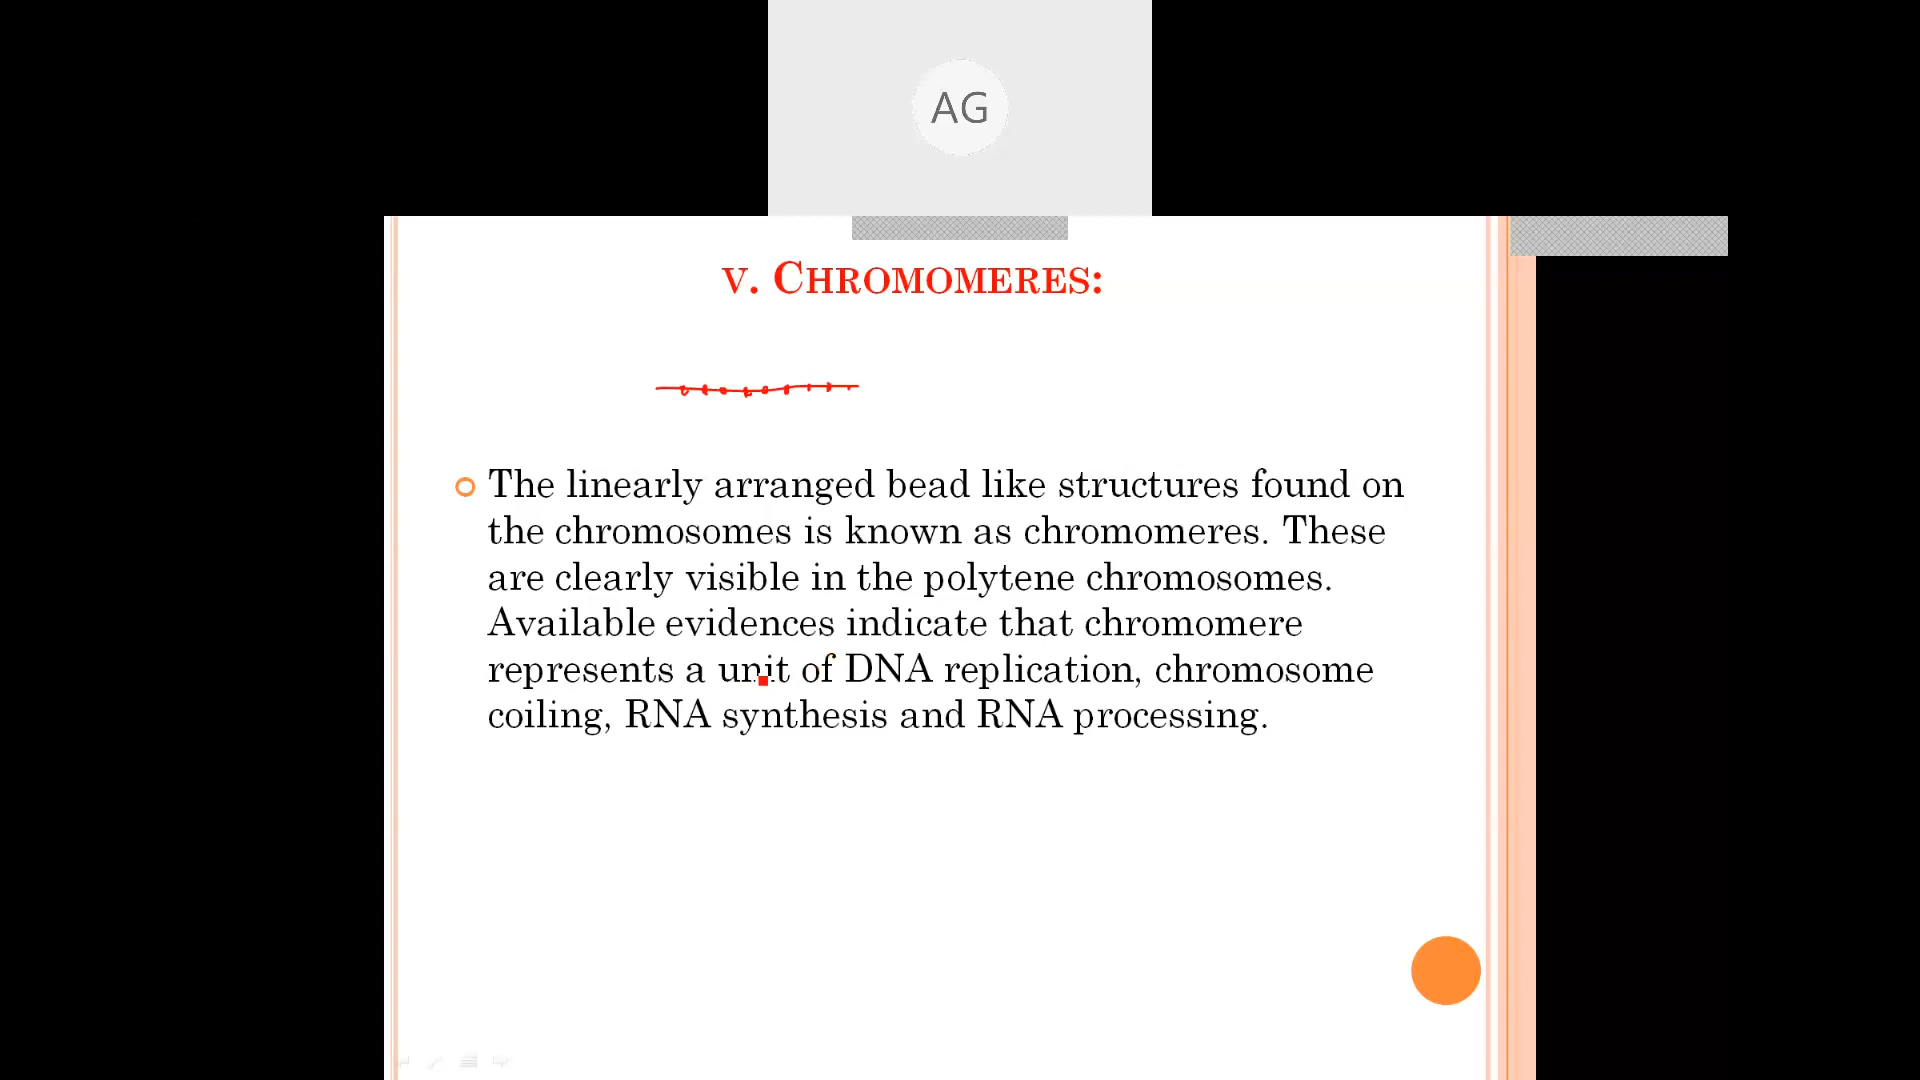 AG
v. Chromomeres:
The linearly arranged bead like structures found on
the chromosomes is known as chromomeres. These
are clearly visible in the polytene chromosomes.
Available evidences indicate that chromomere
represents a unit of DNA replication, chromosome
coiling, RNA synthesis and RNA processing.